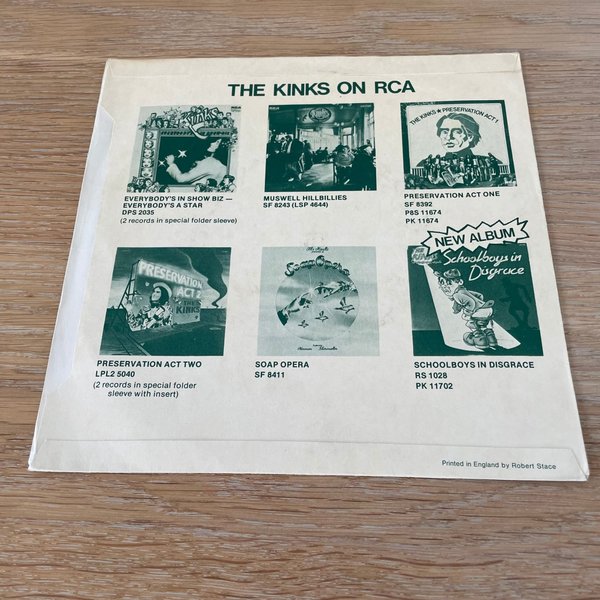 THE KINKS ON RCA
Kinks
EVERYBODY'S IN SHOW BIZ —
EVERYBODY'S A STAR
DPS 2035
(2 records in special folder sleeve)
MUSWELL HILLBILLIES
SF 8243 (LSP 4644)
THE KINKS ★ PRESERVATION ACT 1
PRESERVATION ACT ONE
SF 8392
P8S 11674
PK 11674
PRESERVATION
ACT 2
THE
KINKS
PRESERVATION ACT TWO
LPL2 5040
(2 records in special folder
sleeve with insert)
Soap Opera
SOAP OPERA
SF 8411
NEW ALBUM
Schoolboys in
Disgrace
SCHOOLBOYS IN DISGRACE
RS 1028
PK 11702
Printed in England by Robert Stace